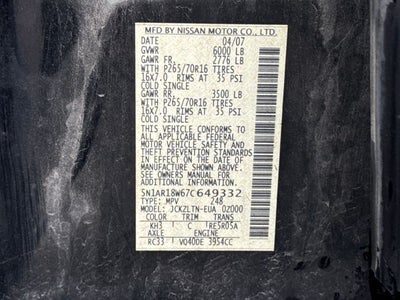 MFD BY NISSAN MOTOR CO., LTD.
DATE 04/07
GVWR 6000 LB
GAWR FR. 2776 LB
WITH P265/70R16 TIRES
16X7.0 RIMS AT 35 PSI
COLD SINGLE
GAWR RR. 3500 LB
WITH P265/70R16 TIRES
16X7.0 RIMS AT 35 PSI
COLD SINGLE
THIS VEHICLE CONFORMS TO ALL
APPLICABLE FEDERAL
MOTOR VEHICLE SAFETY AND THEFT
PREVENTION STANDARDS IN EFFECT
ON THE DATE OF MANUFACTURE
SHOWN ABOVE.
SEE OWNERS MANUAL FOR
ADDITIONAL INFORMATION.
5N1AR18W67C649332
TYPE: MPV 248
MODEL: JCKZLTN-EUA 0Z000
COLOR TRIM TRANS
KH3 C RE5R05A
AXLE ENGINE
RC33 VQ40DE 3954CC